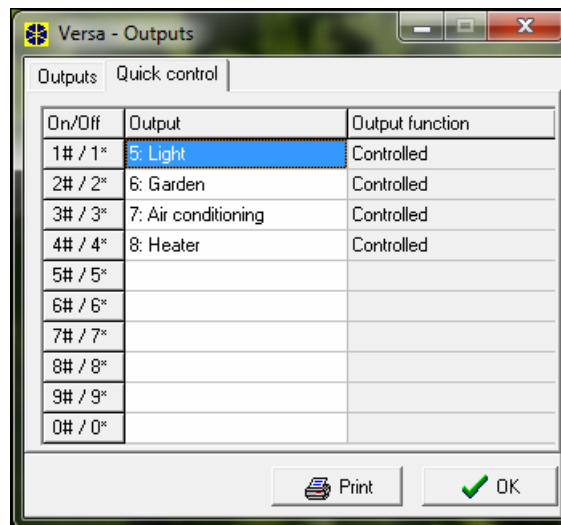 Versa - Outputs
Outputs Quick control
On/Off Output Output function
1# / 1* 5: Light Controlled
2# / 2* 6: Garden Controlled
3# / 3* 7: Air conditioning Controlled
4# / 4* 8: Heater Controlled
5# / 5*
6# / 6*
7# / 7*
8# / 8*
9# / 9*
0# / 0*
Print OK